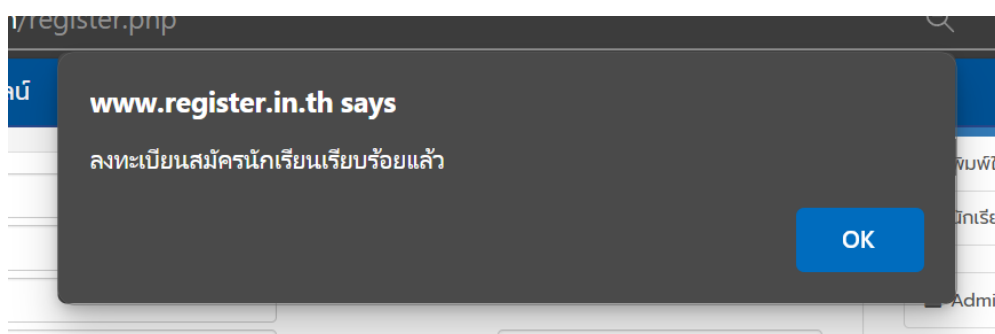 /register.php
www.register.in.th says
ลงทะเบียนสมัครนักเรียนเรียบร้อยแล้ว
OK